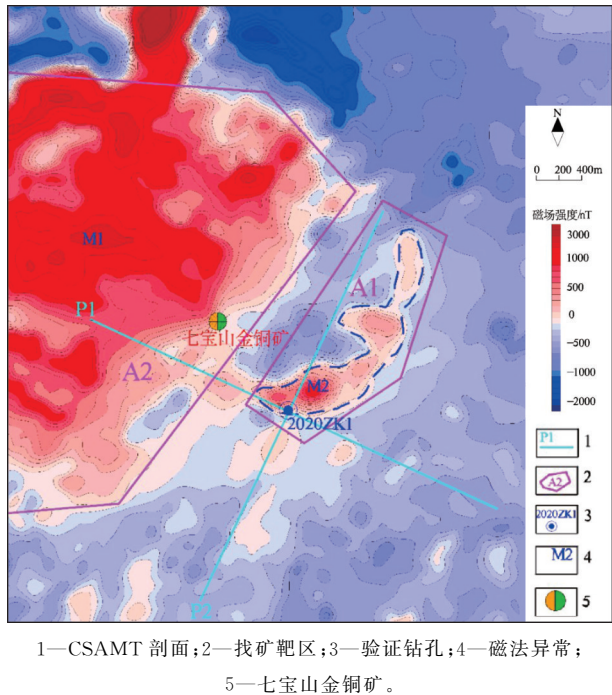 N
0 200 400m
磁场强度/nT
3000
1000
500
0
−500
−1000
−2000
M1
P1
A1
七宝山金铜矿
A2
M2
2020ZK1
P2
P1 1
A2 2
2020ZK1 3
M2 4
5
1—CSAMT 剖面;2—找矿靶区;3—验证钻孔;4—磁法异常;
5—七宝山金铜矿。